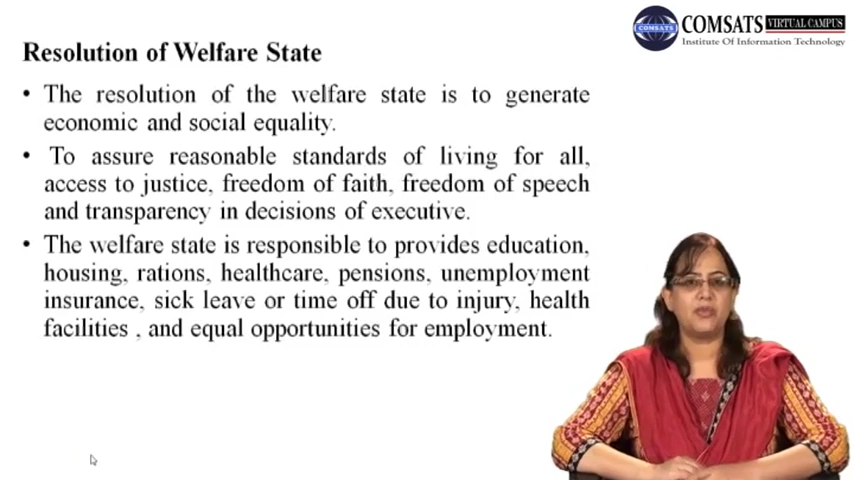 COMSATS VIRTUAL CAMPUS
COMSATS
Institute Of Information Technology
Resolution of Welfare State
• The resolution of the welfare state is to generate
economic and social equality.
• To assure reasonable standards of living for all,
access to justice, freedom of faith, freedom of speech
and transparency in decisions of executive.
• The welfare state is responsible to provides education,
housing, rations, healthcare, pensions, unemployment
insurance, sick leave or time off due to injury, health
facilities , and equal opportunities for employment.